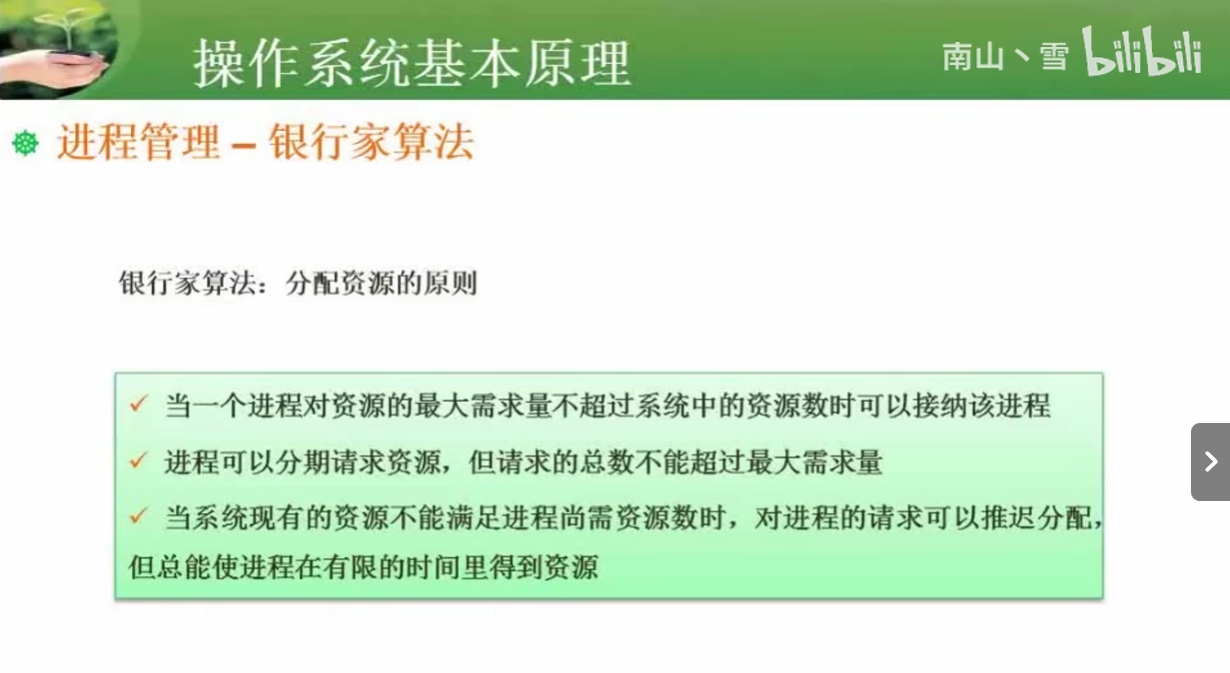 操作系统基本原理
南山丶雪 bilibili
进程管理 – 银行家算法
银行家算法：分配资源的原则
✓ 当一个进程对资源的最大需求量不超过系统中的资源数时可以接纳该进程
✓ 进程可以分期请求资源，但请求的总数不能超过最大需求量
✓ 当系统现有的资源不能满足进程尚需资源数时，对进程的请求可以推迟分配，
但总能使进程在有限的时间里得到资源